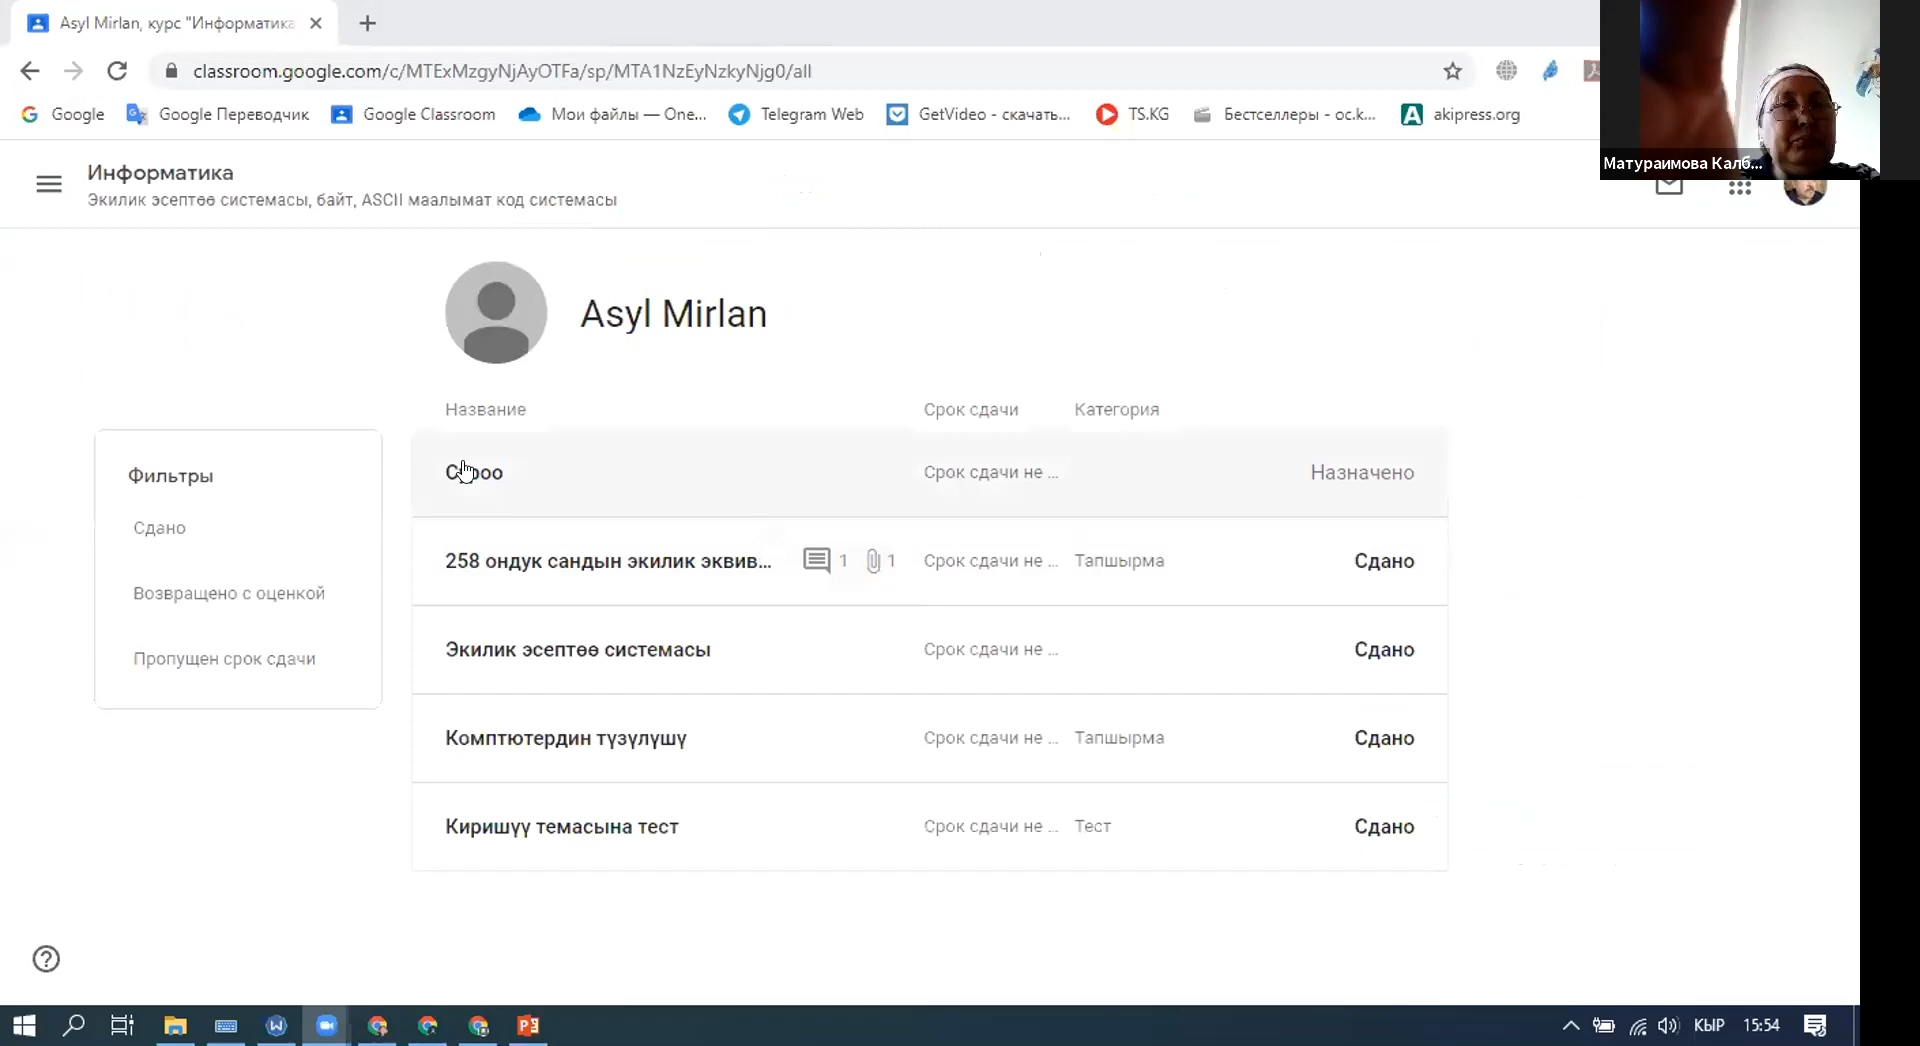 Asyl Mirlan, курс "Информатика
classroom.google.com/c/MTExMzgyNjAyOTFa/sp/MTA1NzEyNzkyNjg0/all
Google Google Переводчик Google Classroom Мои файлы — One... Telegram Web GetVideo - скачать... TS.KG Бестселлеры - oc.k... akipress.org
Матураимова Калб...
Информатика
Экилик эсептөө системасы, байт, ASCII маалымат код системасы
Asyl Mirlan
Название Срок сдачи Категория
Срок сдачи не ... Назначено
258 ондук сандын экилик эквив... 1 1 Срок сдачи не ... Тапшырма Сдано
Экилик эсептөө системасы Срок сдачи не ... Сдано
Комптютердин түзүлүшү Срок сдачи не ... Тапшырма Сдано
Киришүү темасына тест Срок сдачи не ... Тест Сдано
Фильтры
Сдано
Возвращено с оценкой
Пропущен срок сдачи
КЫР 15:54